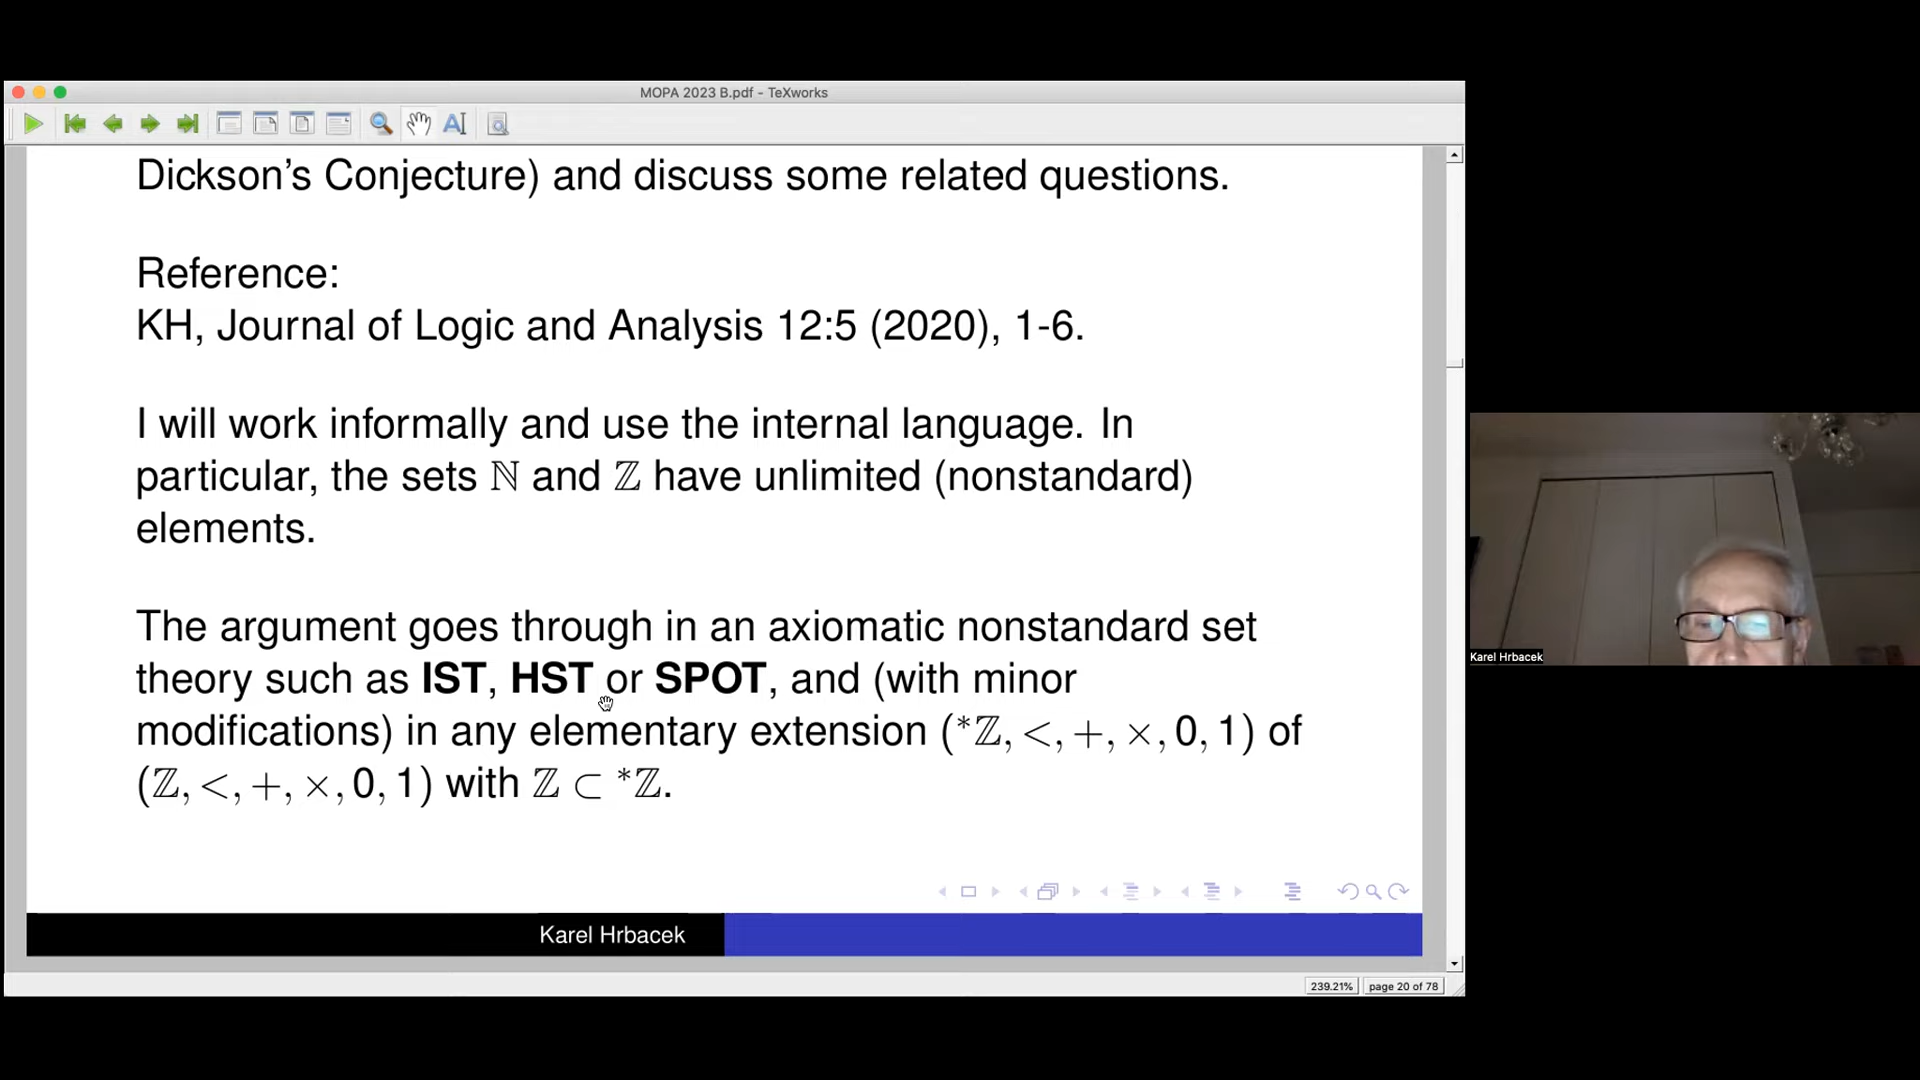 MOPA 2023 B.pdf - TeXworks
Dickson’s Conjecture) and discuss some related questions.
Reference:
KH, Journal of Logic and Analysis 12:5 (2020), 1-6.
I will work informally and use the internal language. In
particular, the sets ℕ and ℤ have unlimited (nonstandard)
elements.
The argument goes through in an axiomatic nonstandard set
theory such as IST, HST or SPOT, and (with minor
modifications) in any elementary extension (*ℤ, <, +, ×, 0, 1) of
(ℤ, <, +, ×, 0, 1) with ℤ ⊂ *ℤ.
Karel Hrbacek
239.21% page 20 of 78
Karel Hrbacek